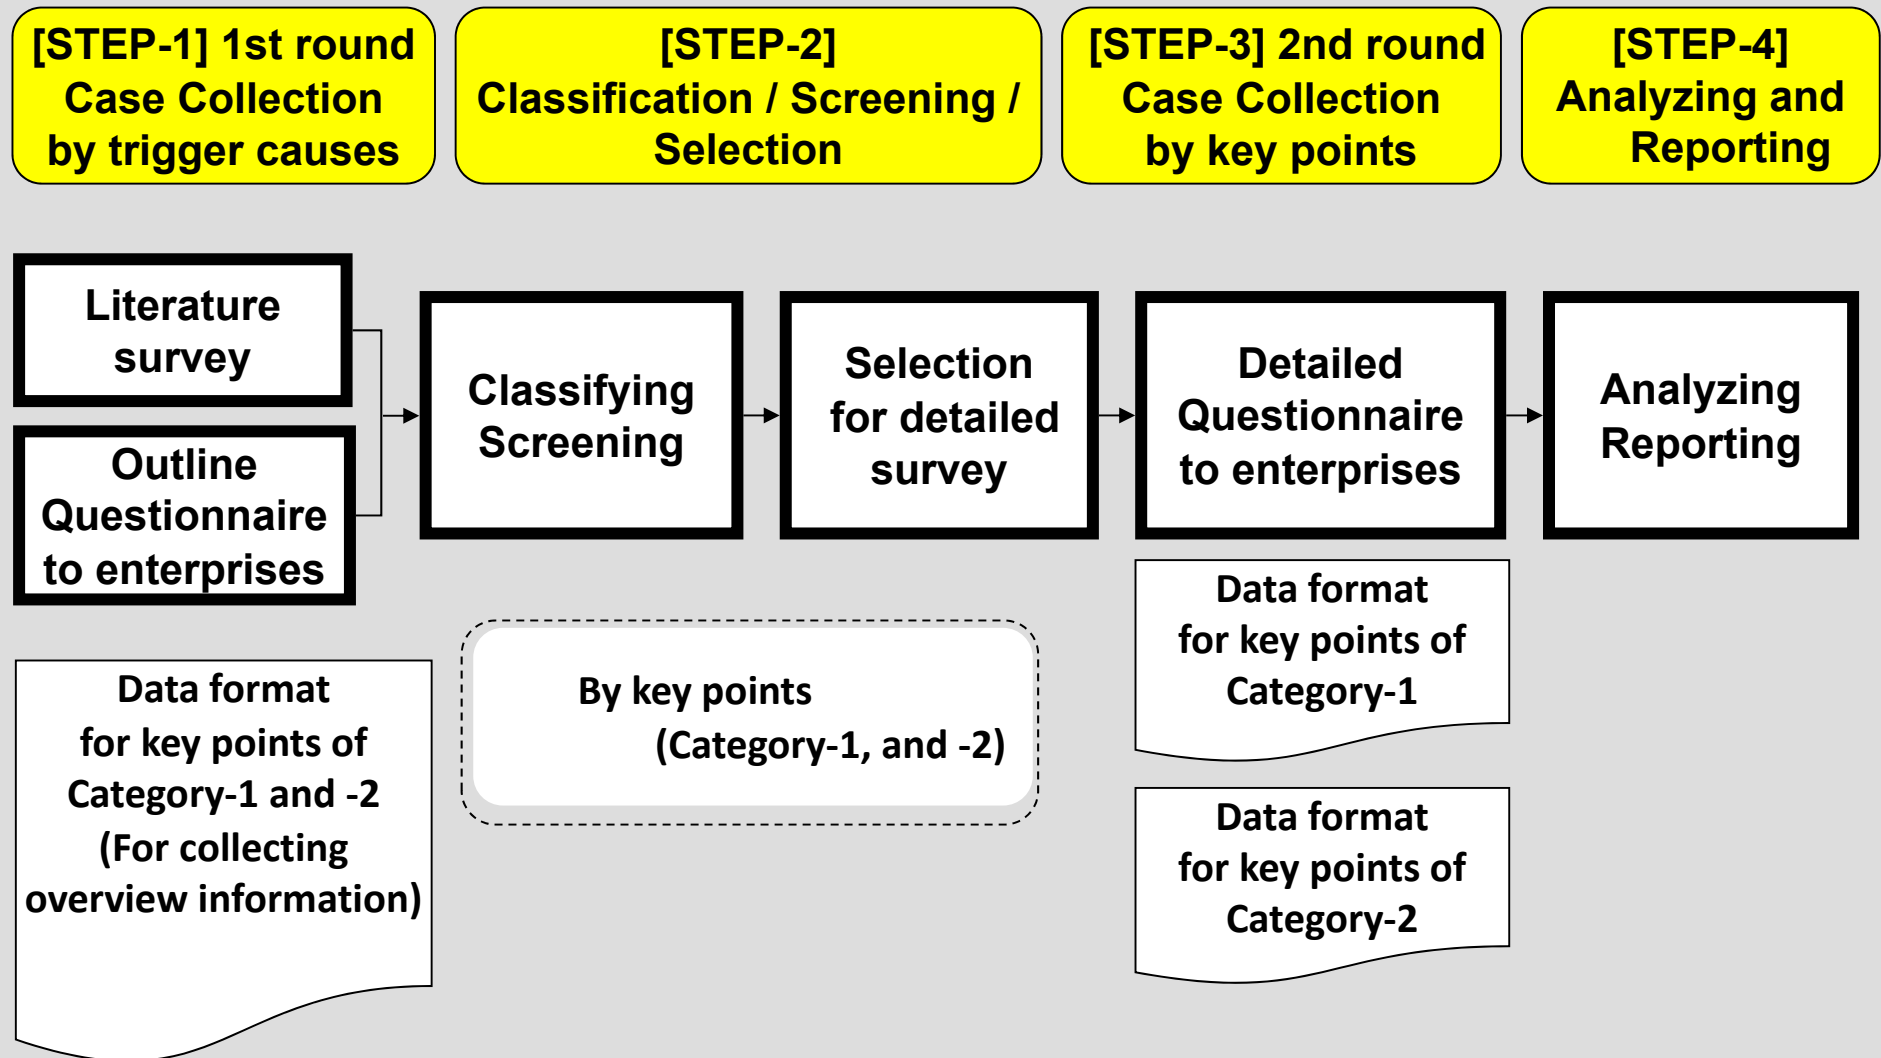 [STEP-1] 1st round
Case Collection
by trigger causes
[STEP-2]
Classification / Screening /
Selection
[STEP-3] 2nd round
Case Collection
by key points
[STEP-4]
Analyzing and
Reporting
Literature
survey
Outline
Questionnaire
to enterprises
Classifying
Screening
Selection
for detailed
survey
Detailed
Questionnaire
to enterprises
Analyzing
Reporting
Data format
for key points of
Category-1 and -2
(For collecting
overview information)
By key points
(Category-1, and -2)
Data format
for key points of
Category-1
Data format
for key points of
Category-2